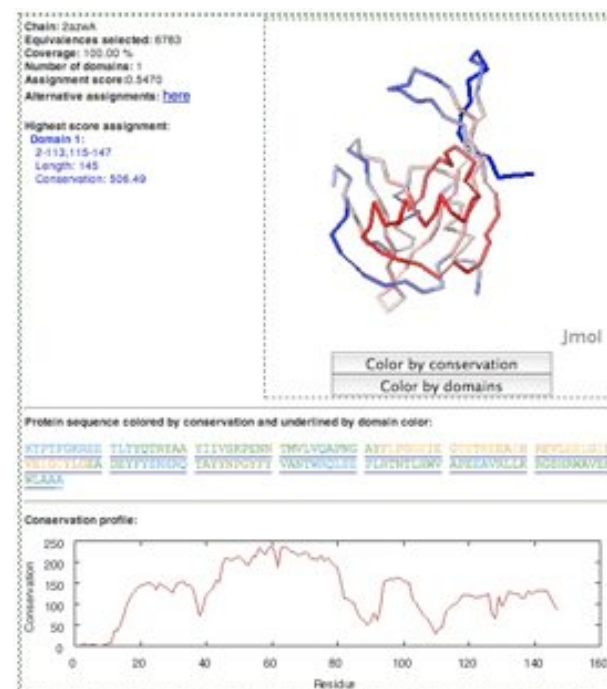 Chain: 2azwA
Equivalences selected: 6783
Coverage: 100.00 %
Number of domains: 1
Assignment score:0.5470
Alternative assignments: here
Highest score assignment:
Domain 1:
2-113,115-147
Length: 145
Conservation: 506.49
Jmol
Color by conservation
Color by domains
Protein sequence colored by conservation and underlined by domain color:
WLAAA
Conservation profile:
250
200
150
100
50
0
Conservation
0 20 40 60 80 100 120 140 160
Residue